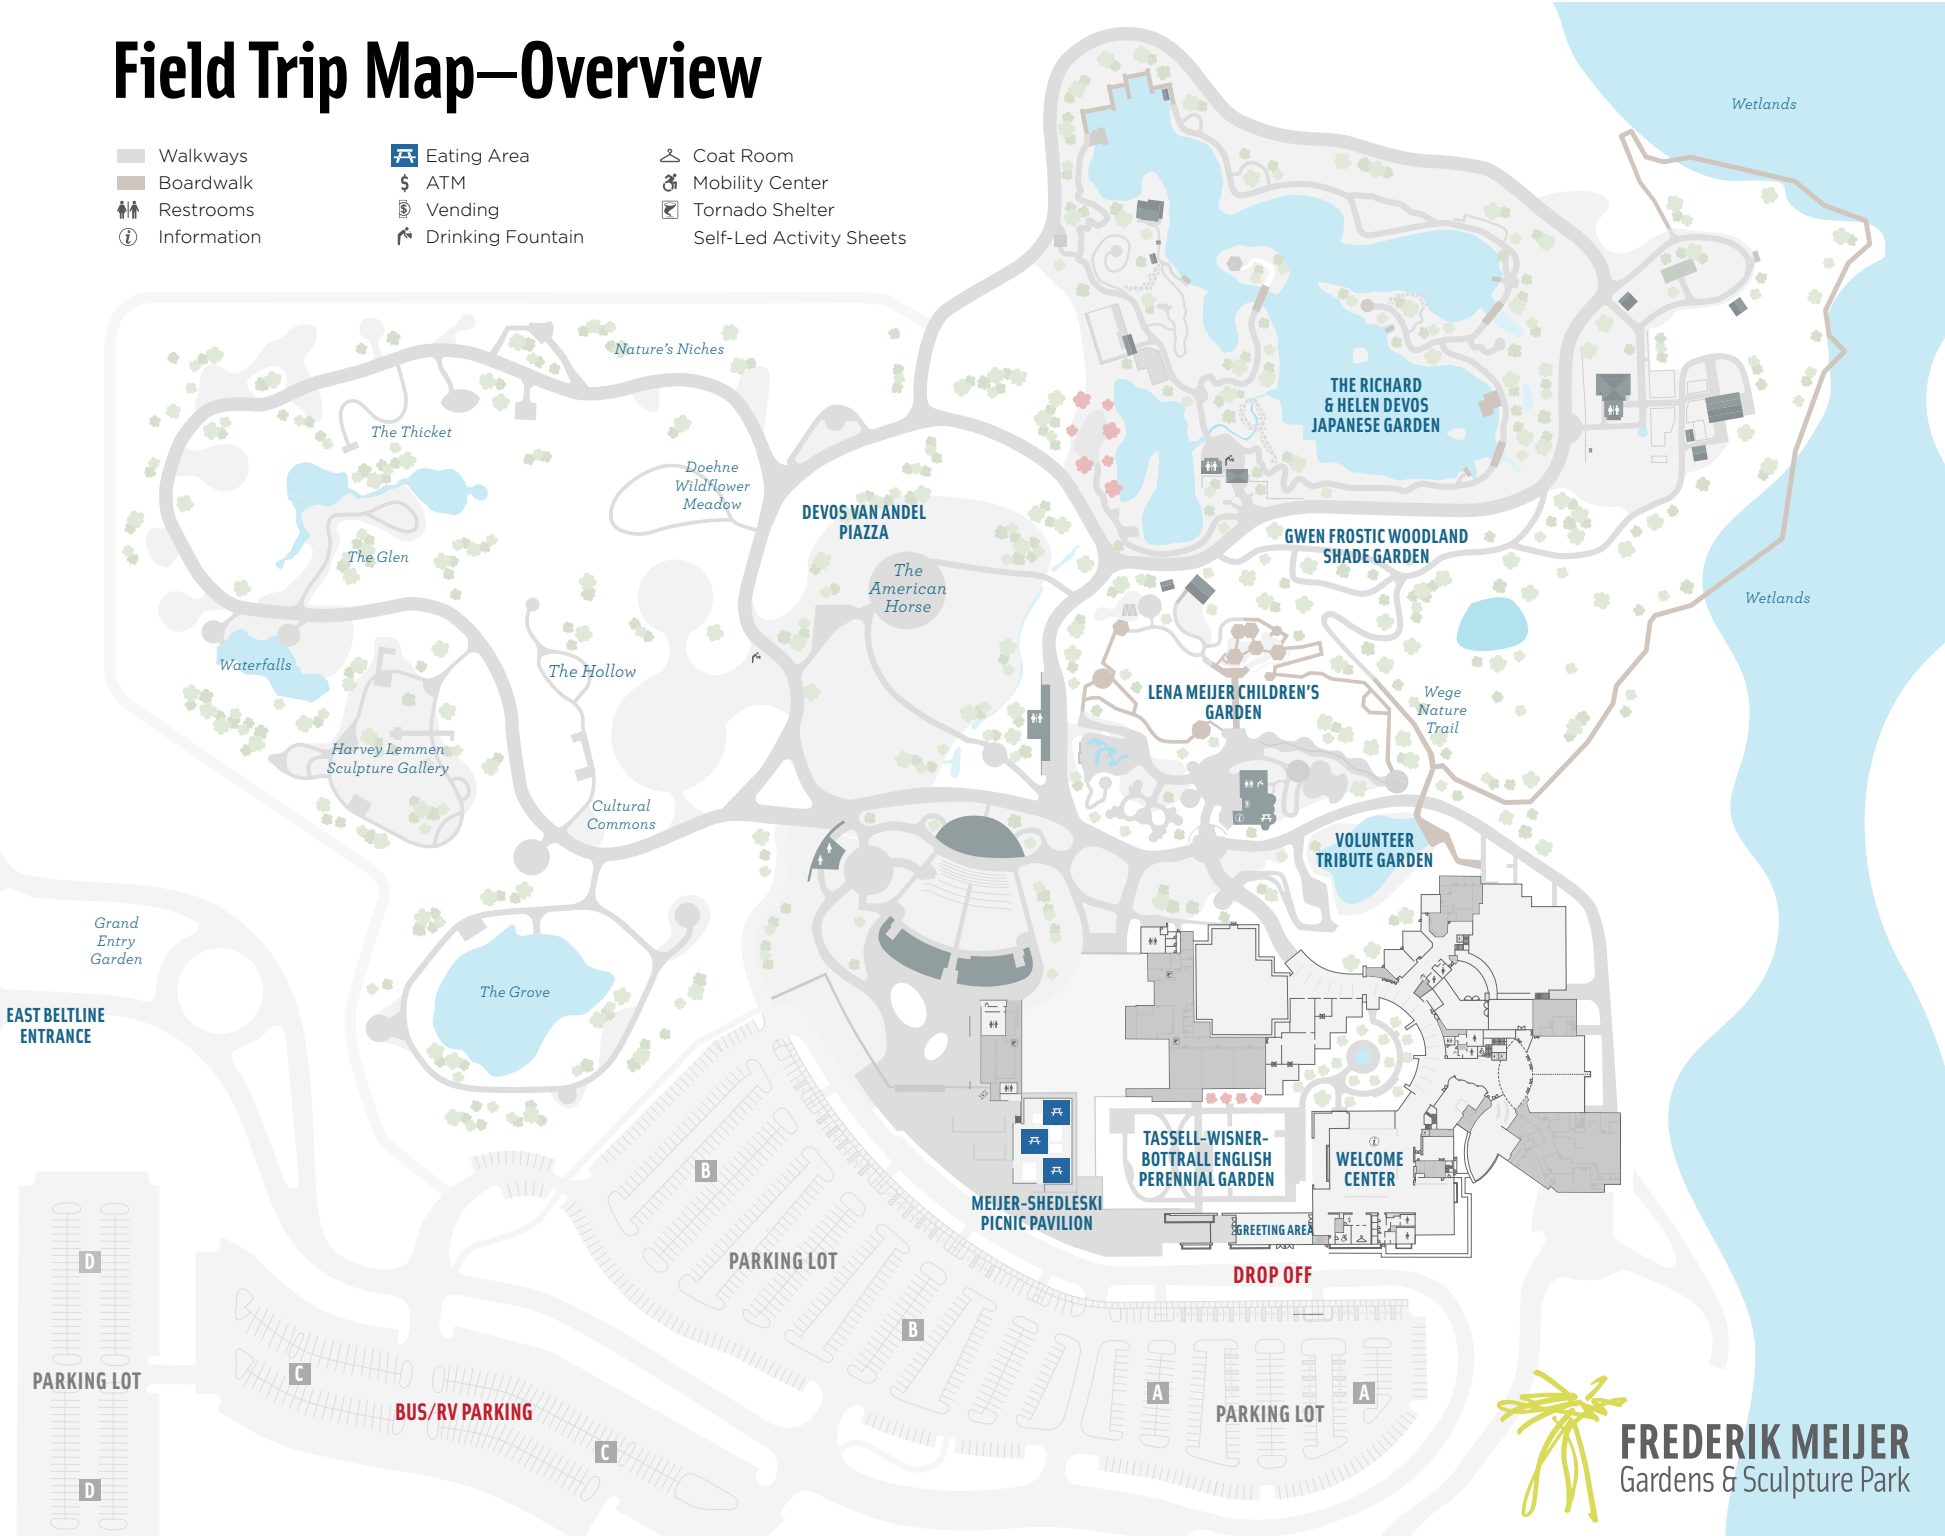 Field Trip Map–Overview
Walkways
Boardwalk
Restrooms
Information
Eating Area
ATM
Vending
Drinking Fountain
Coat Room
Mobility Center
Tornado Shelter
Self-Led Activity Sheets
Wetlands
Nature's Niches
The Thicket
Doehne
Wildflower
Meadow
THE RICHARD
& HELEN DEVOS
JAPANESE GARDEN
DEVOS VAN ANDEL
PIAZZA
The Glen
The
American
Horse
GWEN FROSTIC WOODLAND
SHADE GARDEN
Wetlands
Waterfalls
The Hollow
LENA MEIJER CHILDREN'S
GARDEN
Wege
Nature
Trail
Harvey Lemmen
Sculpture Gallery
Cultural
Commons
VOLUNTEER
TRIBUTE GARDEN
Grand
Entry
Garden
EAST BELTLINE
ENTRANCE
The Grove
TASSELL-WISNER-
BOTTRALL ENGLISH
PERENNIAL GARDEN
WELCOME
CENTER
MEIJER-SHEDLESKI
PICNIC PAVILION
GREETING AREA
DROP OFF
B
PARKING LOT
B
D
PARKING LOT
D
C
BUS/RV PARKING
C
A
A
PARKING LOT
FREDERIK MEIJER
Gardens & Sculpture Park